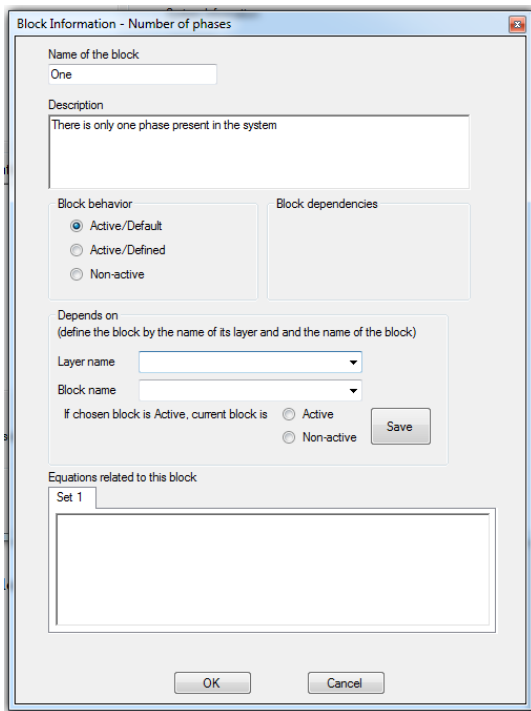 Block Information - Number of phases
Name of the block
One
Description
There is only one phase present in the system
Block behavior
Active/Default
Active/Defined
Non-active
Block dependencies
Depends on
(define the block by the name of its layer and and the name of the block)
Layer name
Block name
If chosen block is Active, current block is
Active
Non-active
Save
Equations related to this block
Set 1
OK
Cancel